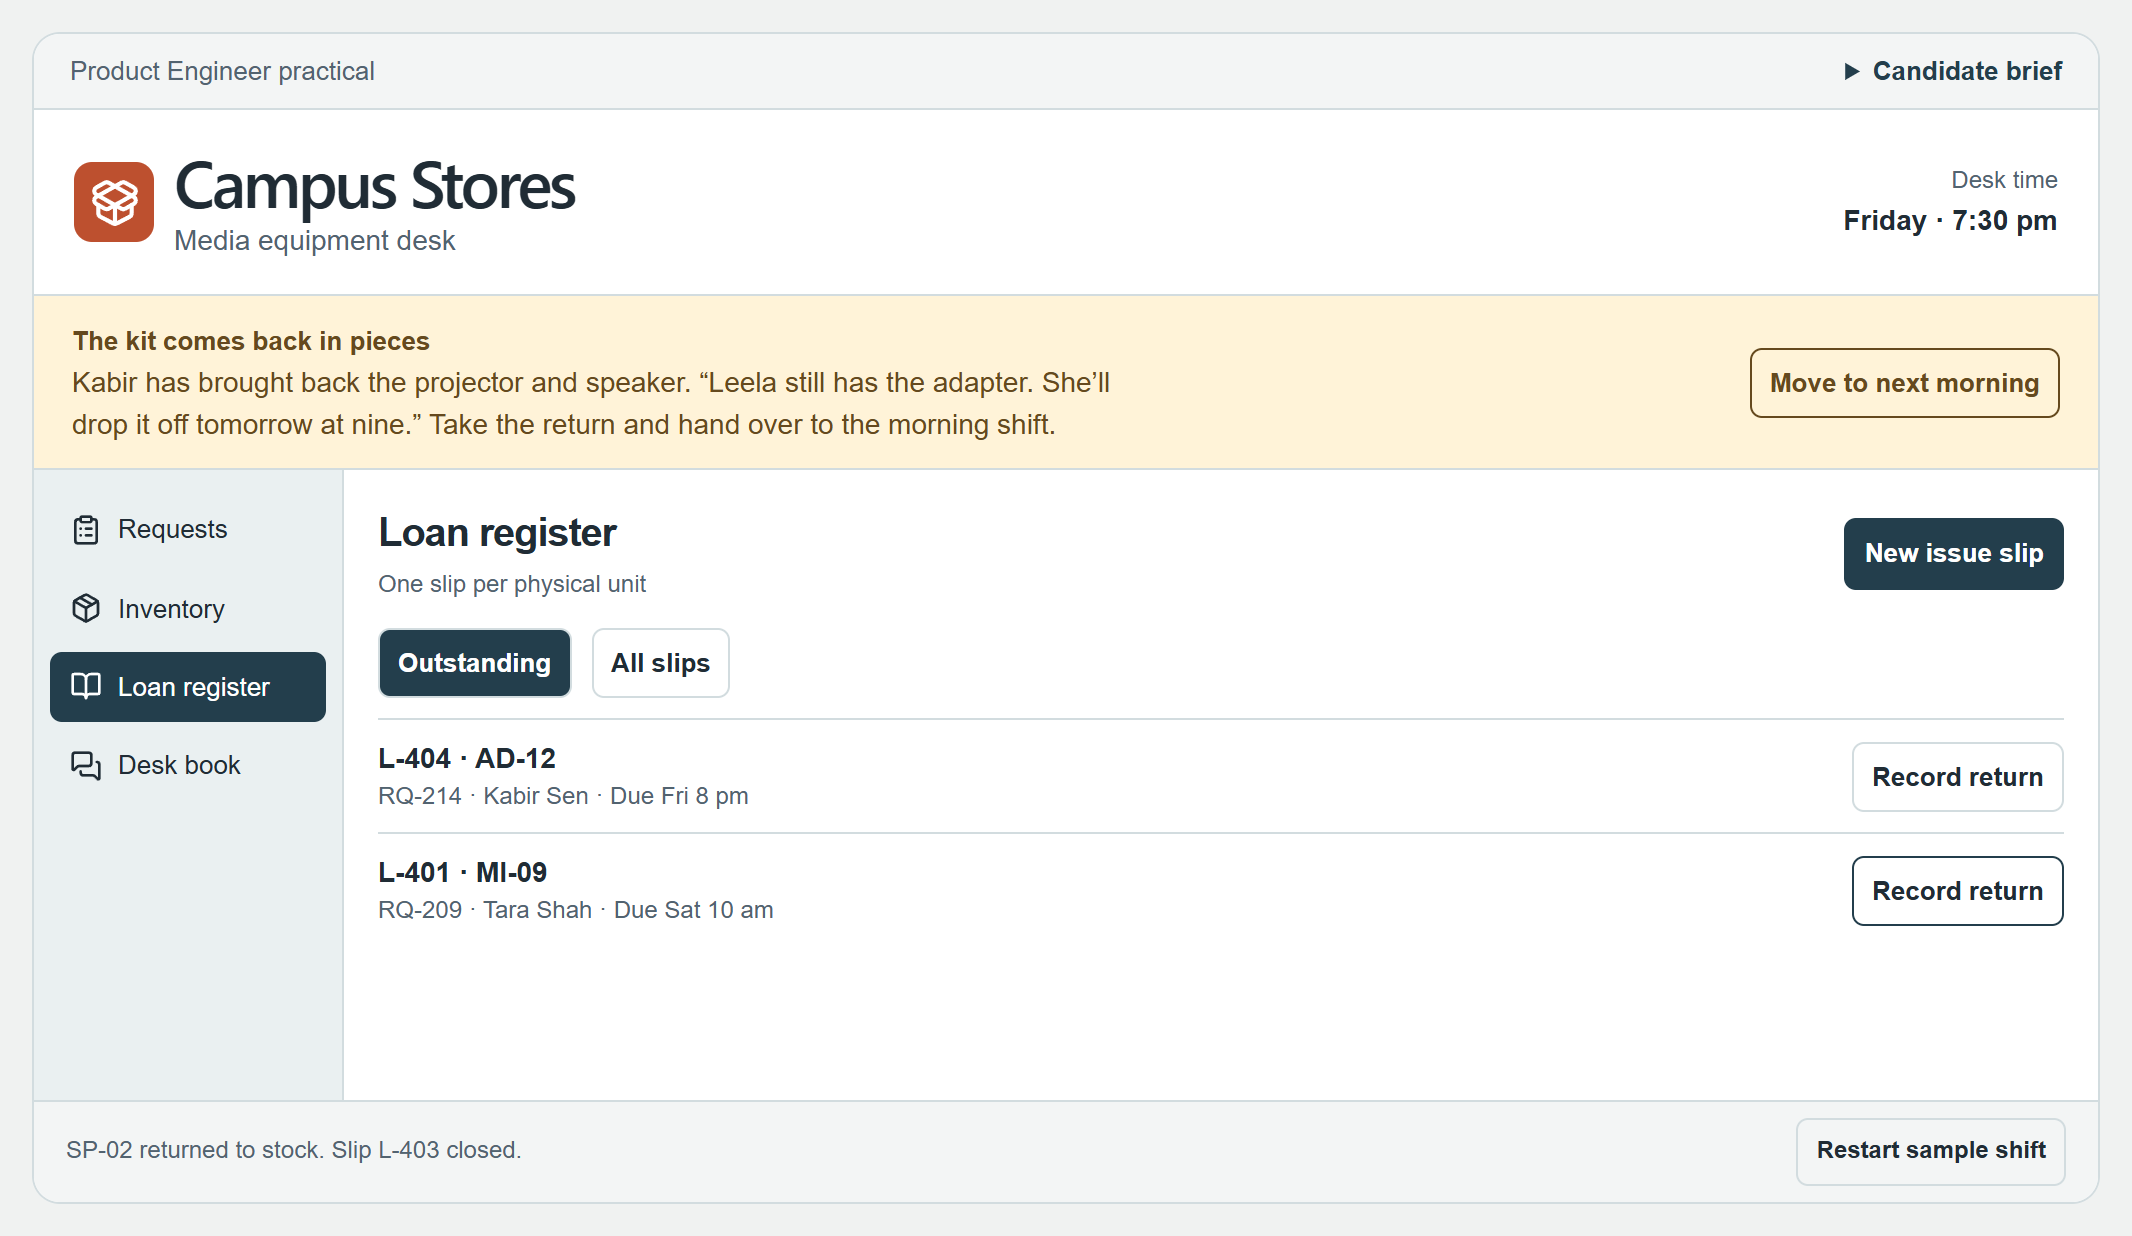 Product Engineer practical
Candidate brief
Campus Stores
Media equipment desk
Desk time
Friday · 7:30 pm
The kit comes back in pieces
Kabir has brought back the projector and speaker. “Leela still has the adapter. She’ll
drop it off tomorrow at nine.” Take the return and hand over to the morning shift.
Move to next morning
Requests
Inventory
Loan register
Desk book
Loan register
One slip per physical unit
New issue slip
Outstanding
All slips
L-404 · AD-12
RQ-214 · Kabir Sen · Due Fri 8 pm
Record return
L-401 · MI-09
RQ-209 · Tara Shah · Due Sat 10 am
Record return
SP-02 returned to stock. Slip L-403 closed.
Restart sample shift